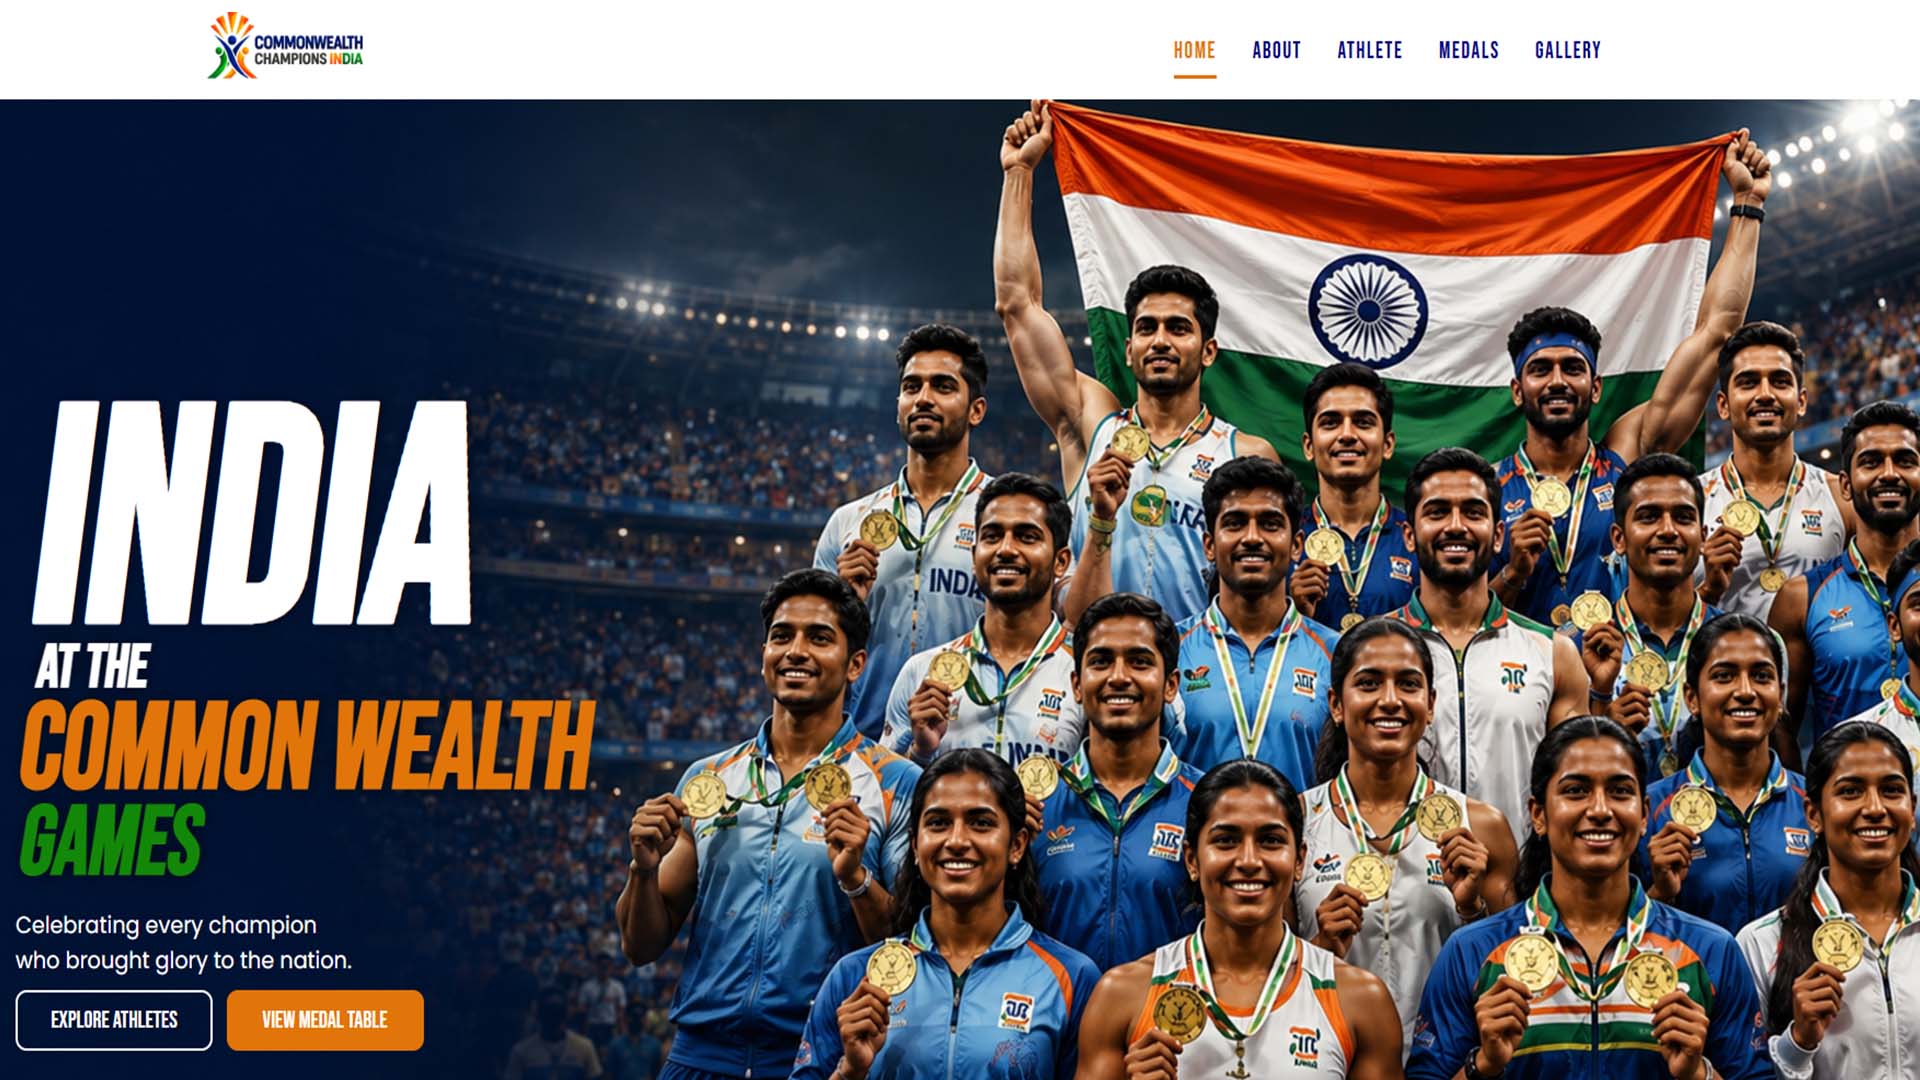 COMMONWEALTH
CHAMPIONS INDIA
HOME ABOUT ATHLETE MEDALS GALLERY
INDIA
AT THE
COMMON WEALTH
GAMES
Celebrating every champion
who brought glory to the nation.
EXPLORE ATHLETES VIEW MEDAL TABLE